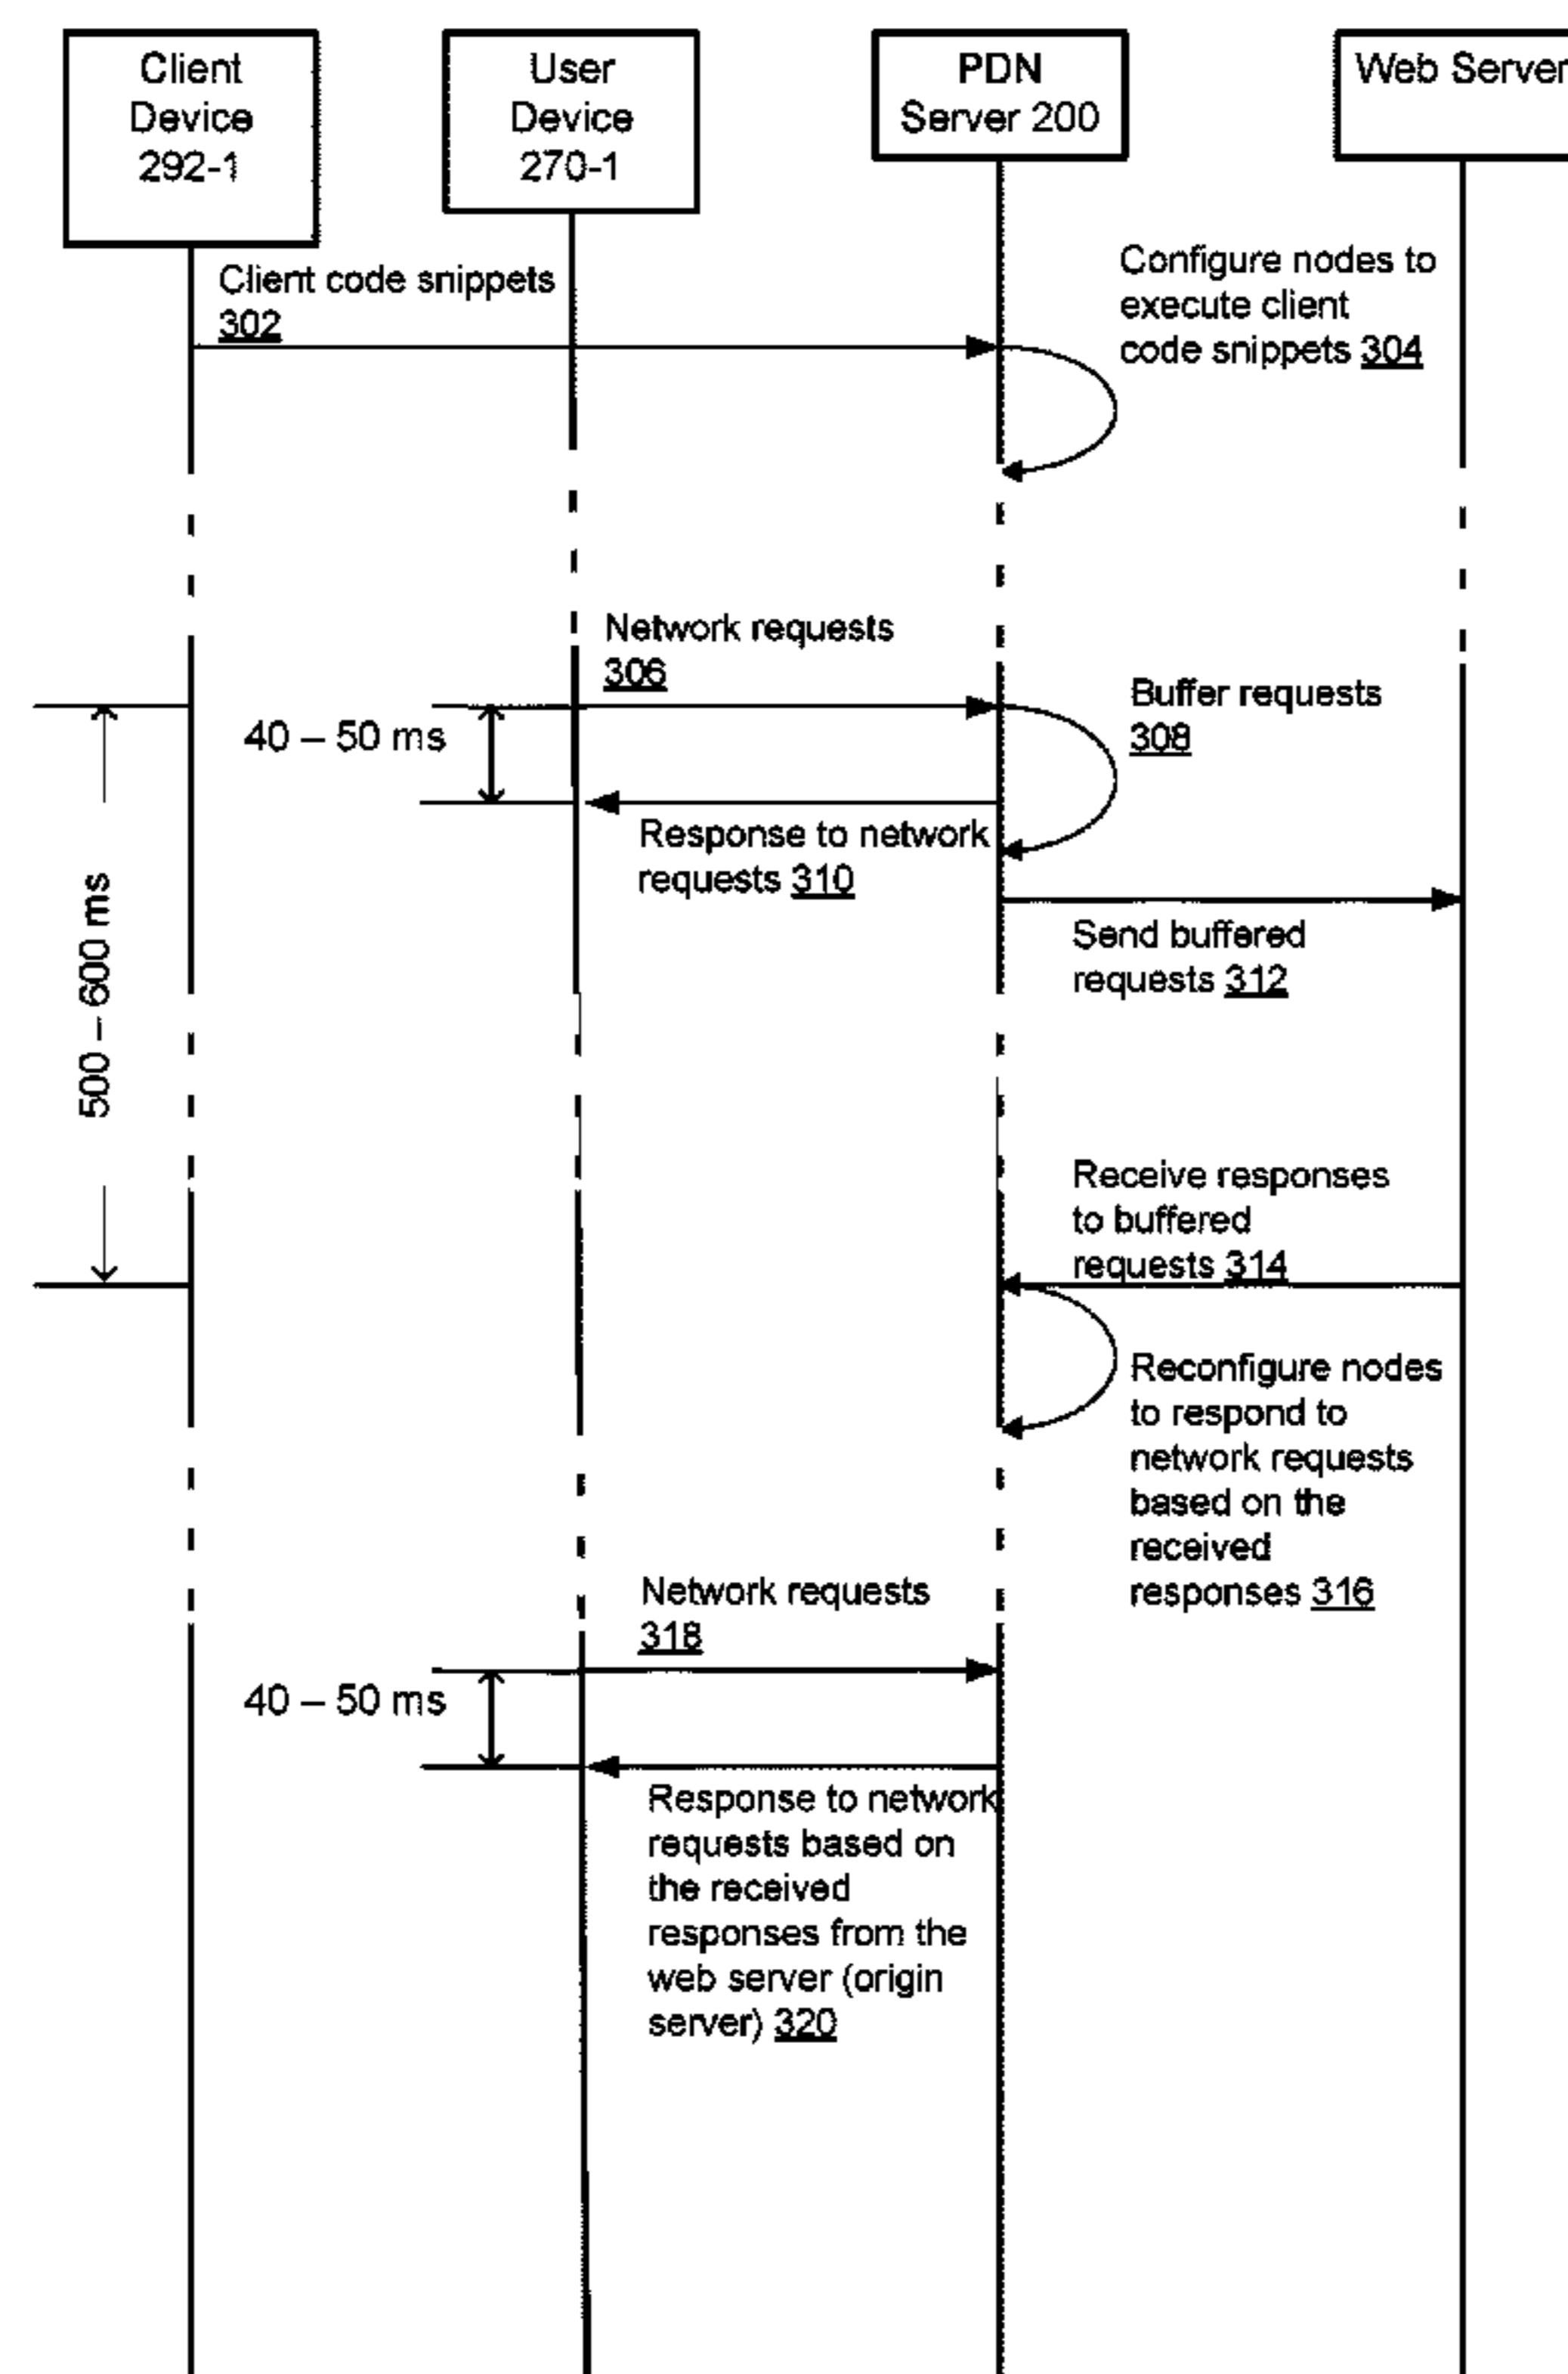 Client
Device
292-1
User
Device
270-1
PDN
Server 200
Web Server
Client code snippets
302
Configure nodes to
execute client
code snippets 304
Network requests
306
40 – 50 ms
Buffer requests
308
Response to network
requests 310
500 – 600 ms
Send buffered
requests 312
Receive responses
to buffered
requests 314
Reconfigure nodes
to respond to
network requests
based on the
received
responses 316
Network requests
318
40 – 50 ms
Response to network
requests based on
the received
responses from the
web server (origin
server) 320